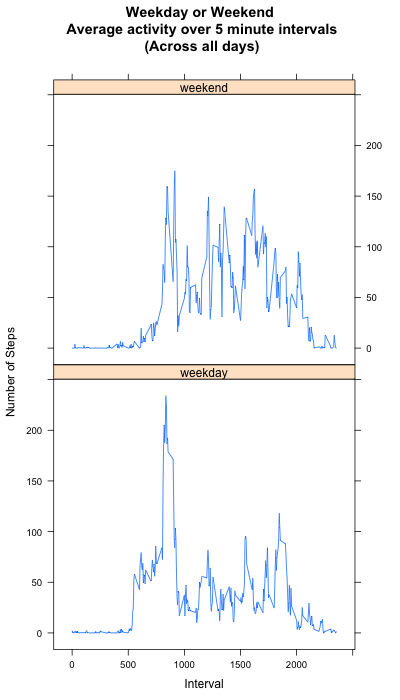 Weekday or Weekend
Average activity over 5 minute intervals
(Across all days)
weekend
200
150
100
50
0
Number of Steps
weekday
200
150
100
50
0
0 500 1000 1500 2000
Interval